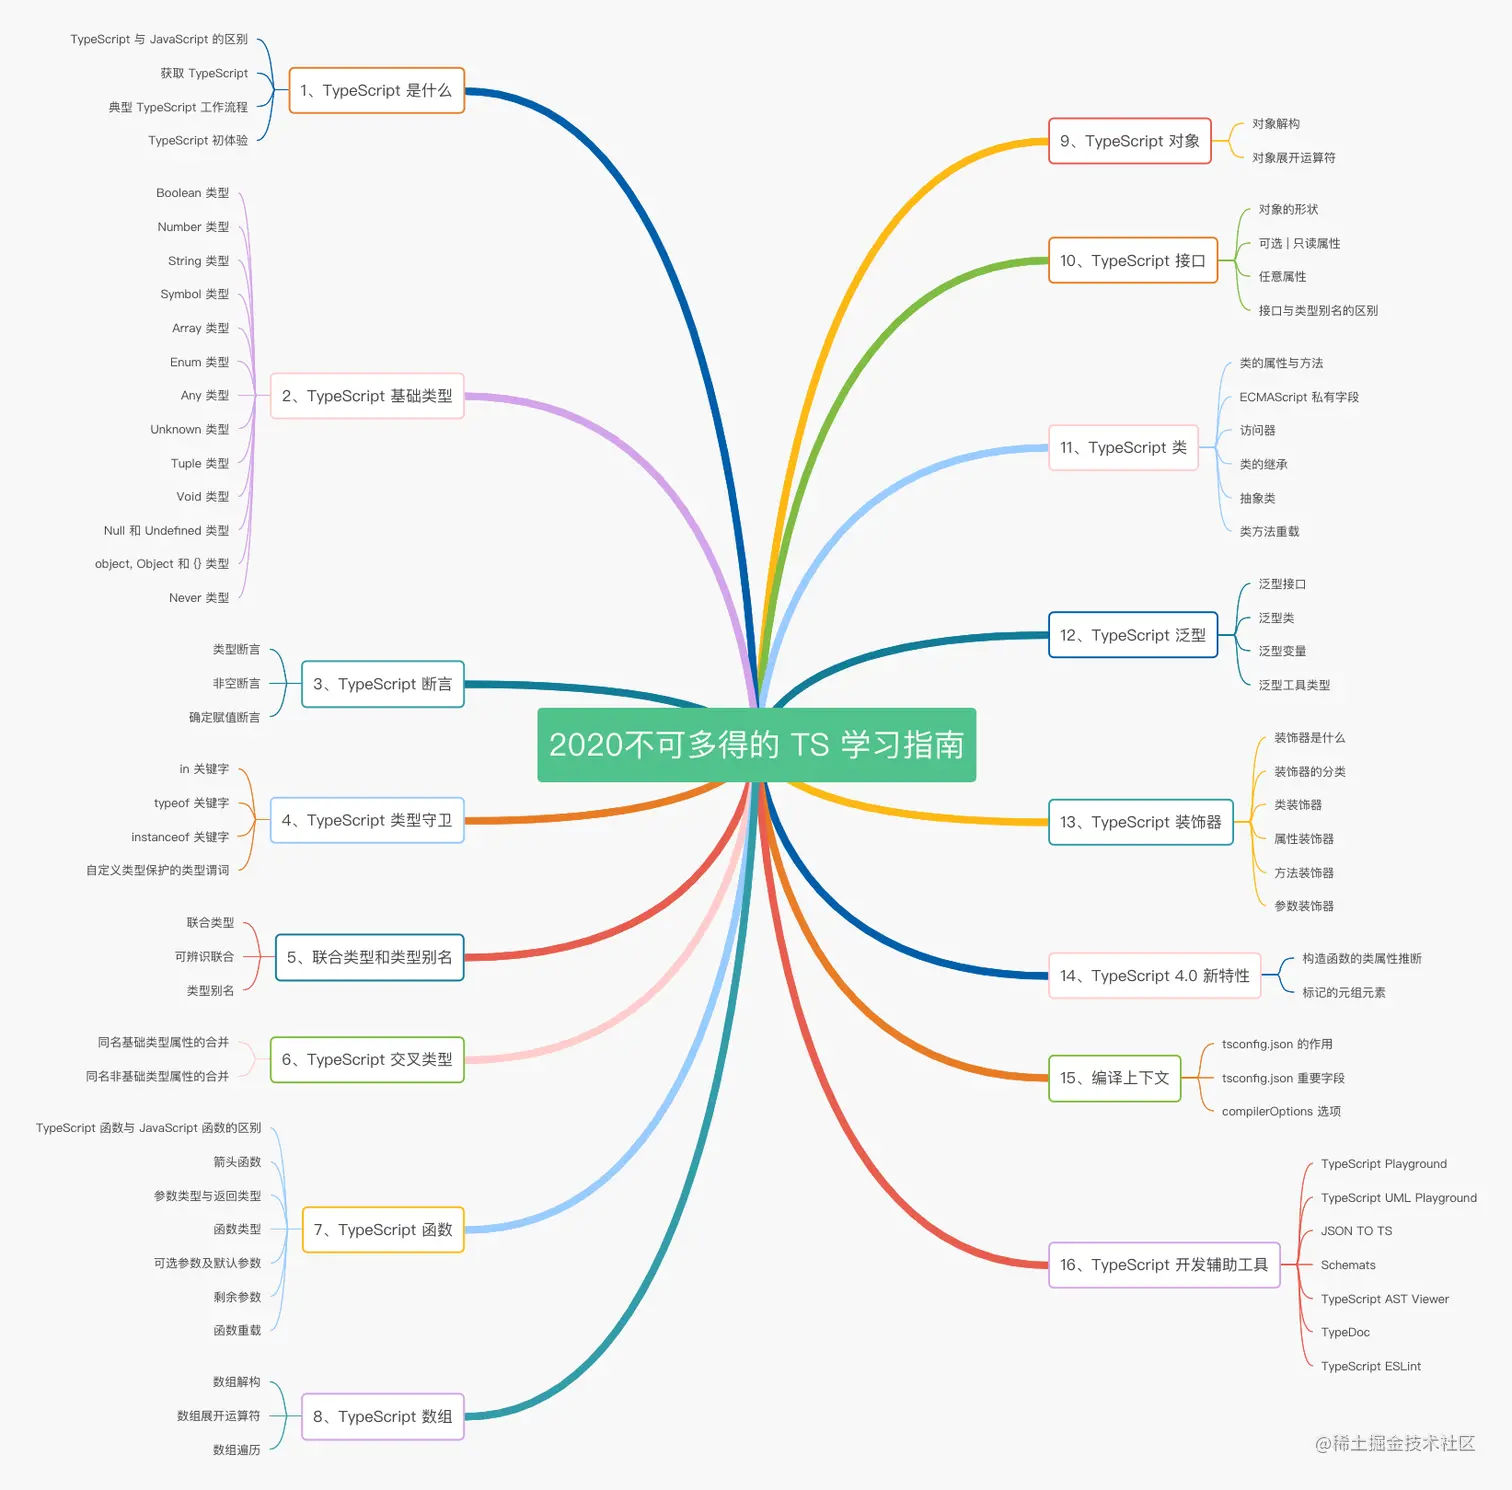 2020不可多得的 TS 学习指南
1、TypeScript 是什么
TypeScript 与 JavaScript 的区别
获取 TypeScript
典型 TypeScript 工作流程
TypeScript 初体验
2、TypeScript 基础类型
Boolean 类型
Number 类型
String 类型
Symbol 类型
Array 类型
Enum 类型
Any 类型
Unknown 类型
Tuple 类型
Void 类型
Null 和 Undefined 类型
object, Object 和 {} 类型
Never 类型
3、TypeScript 断言
类型断言
非空断言
确定赋值断言
4、TypeScript 类型守卫
in 关键字
typeof 关键字
instanceof 关键字
自定义类型保护的类型谓词
5、联合类型和类型别名
联合类型
可辨识联合
类型别名
6、TypeScript 交叉类型
同名基础类型属性的合并
同名非基础类型属性的合并
7、TypeScript 函数
TypeScript 函数与 JavaScript 函数的区别
箭头函数
参数类型与返回类型
函数类型
可选参数及默认参数
剩余参数
函数重载
8、TypeScript 数组
数组解构
数组展开运算符
数组遍历
9、TypeScript 对象
对象解构
对象展开运算符
10、TypeScript 接口
对象的形状
可选 | 只读属性
任意属性
接口与类型别名的区别
11、TypeScript 类
类的属性与方法
ECMAScript 私有字段
访问器
类的继承
抽象类
类方法重载
12、TypeScript 泛型
泛型接口
泛型类
泛型变量
泛型工具类型
13、TypeScript 装饰器
装饰器是什么
装饰器的分类
类装饰器
属性装饰器
方法装饰器
参数装饰器
14、TypeScript 4.0 新特性
构造函数的类属性推断
标记的元组元素
15、编译上下文
tsconfig.json 的作用
tsconfig.json 重要字段
compilerOptions 选项
16、TypeScript 开发辅助工具
TypeScript Playground
TypeScript UML Playground
JSON TO TS
Schemats
TypeScript AST Viewer
TypeDoc
TypeScript ESLint
@稀土掘金技术社区